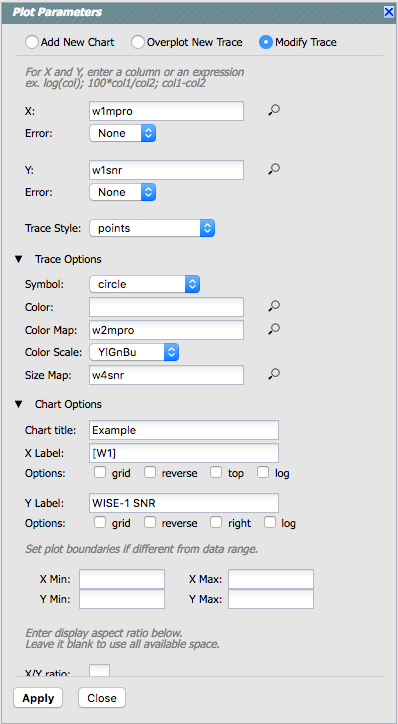 Plot Parameters
Add New Chart Overplot New Trace Modify Trace
For X and Y, enter a column or an expression
ex. log(col); 100*col1/col2; col1-col2
X: w1mpro
Error: None
Y: w1snr
Error: None
Trace Style: points
Trace Options
Symbol: circle
Color:
Color Map: w2mpro
Color Scale: YlGnBu
Size Map: w4snr
Chart Options
Chart title: Example
X Label: [W1]
Options: grid reverse top log
Y Label: WISE-1 SNR
Options: grid reverse right log
Set plot boundaries if different from data range.
X Min: X Max:
Y Min: Y Max:
Enter display aspect ratio below.
Leave it blank to use all available space.
X/Y ratio:
Apply Close